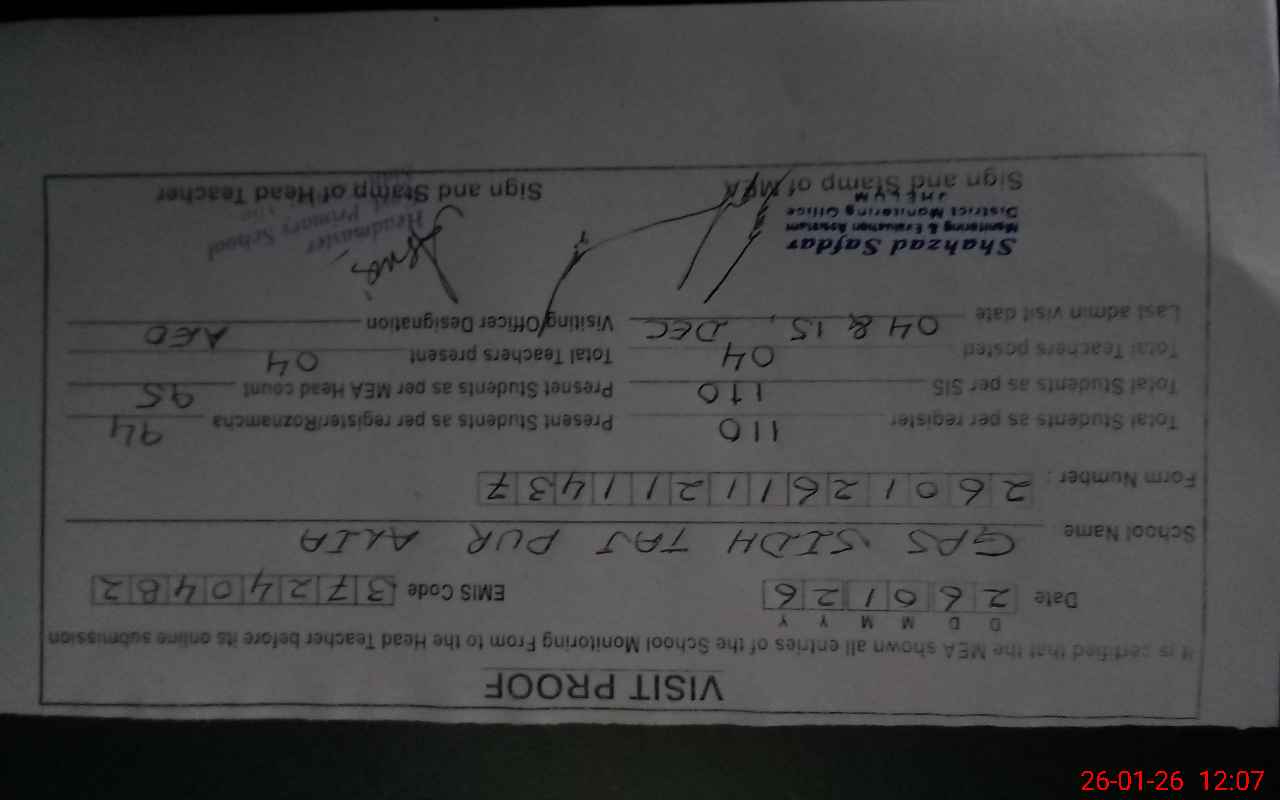 VISIT PROOF
It is certified that the MEA shown all entries of the School Monitoring From to the Head Teacher before its online submission
D D M M Y Y
Date 2 6 0 1 2 6 EMIS Code 3 7 2 4 0 4 8 2
School Name GPS SIDH TAJ PUR ALIA
Form Number : 2 6 0 1 2 6 1 1 2 1 1 4 3 7
Total Students as per register 110 Present Students as per register/Roznamcha 94
Total Students as per SIS 110 Presnet Students as per MEA Head count 95
Total Teachers posted 04 Total Teachers present 04
Last admin visit date 04 & 15, DEC Visiting Officer Designation AEO
Shahzad Safdar
Monitoring & Evaluation Assistant
District Monitoring Office
JHELUM
Headmaster
Primary School
Sign and Stamp of MEA Sign and Stamp of Head Teacher
26-01-26 12:07